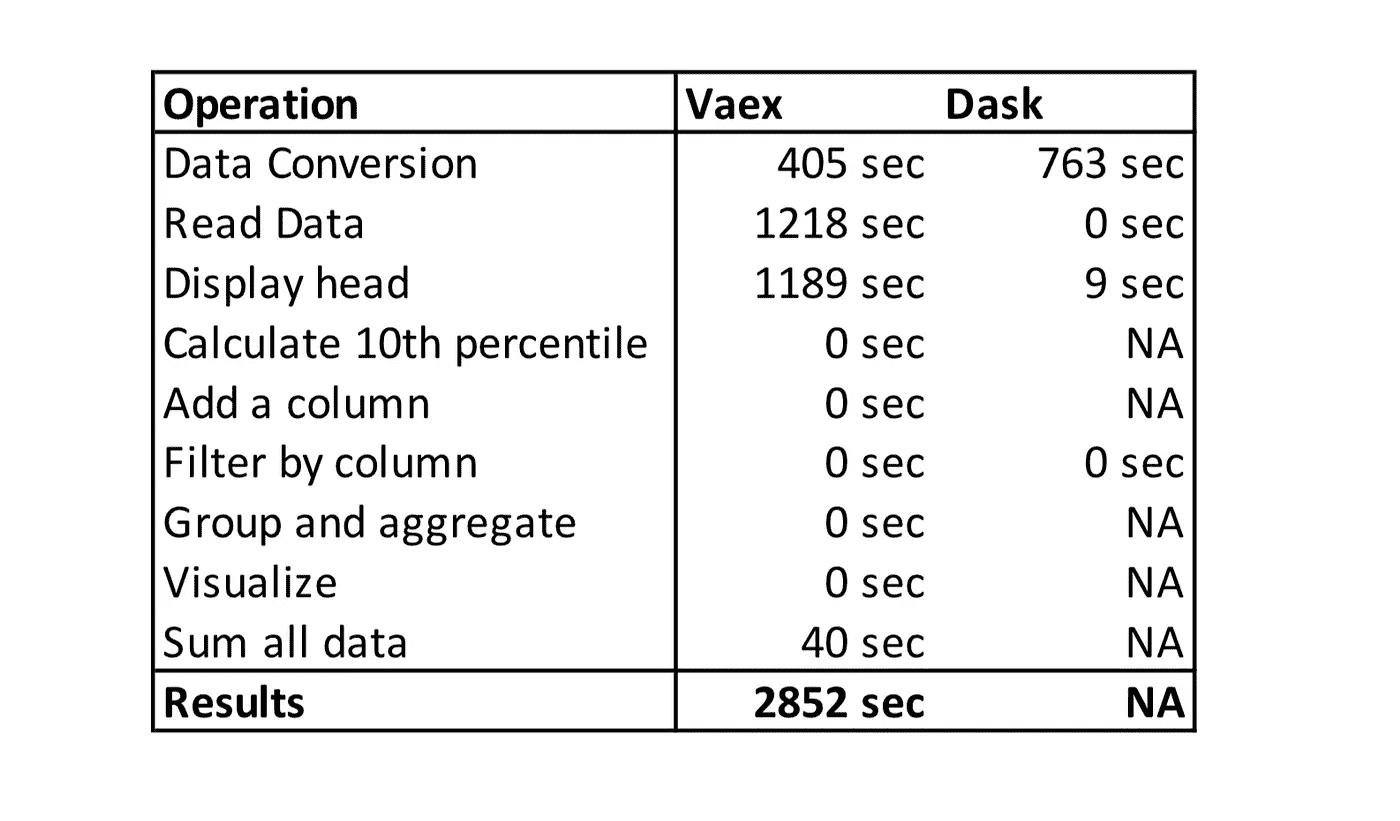 Operation Vaex Dask
Data Conversion 405 sec 763 sec
Read Data 1218 sec 0 sec
Display head 1189 sec 9 sec
Calculate 10th percentile 0 sec NA
Add a column 0 sec NA
Filter by column 0 sec 0 sec
Group and aggregate 0 sec NA
Visualize 0 sec NA
Sum all data 40 sec NA
Results 2852 sec NA